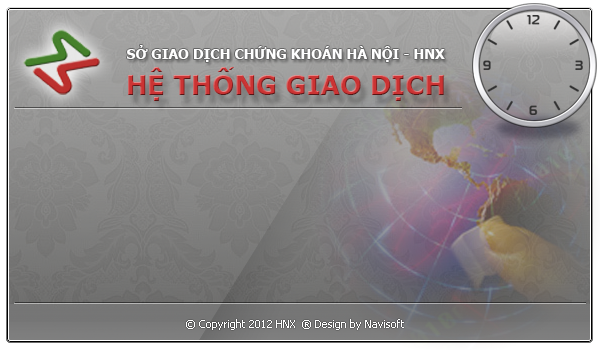 SỞ GIAO DỊCH CHỨNG KHOÁN HÀ NỘI - HNX
HỆ THỐNG GIAO DỊCH
12
9 3
6
© Copyright 2012 HNX ® Design by Navisoft